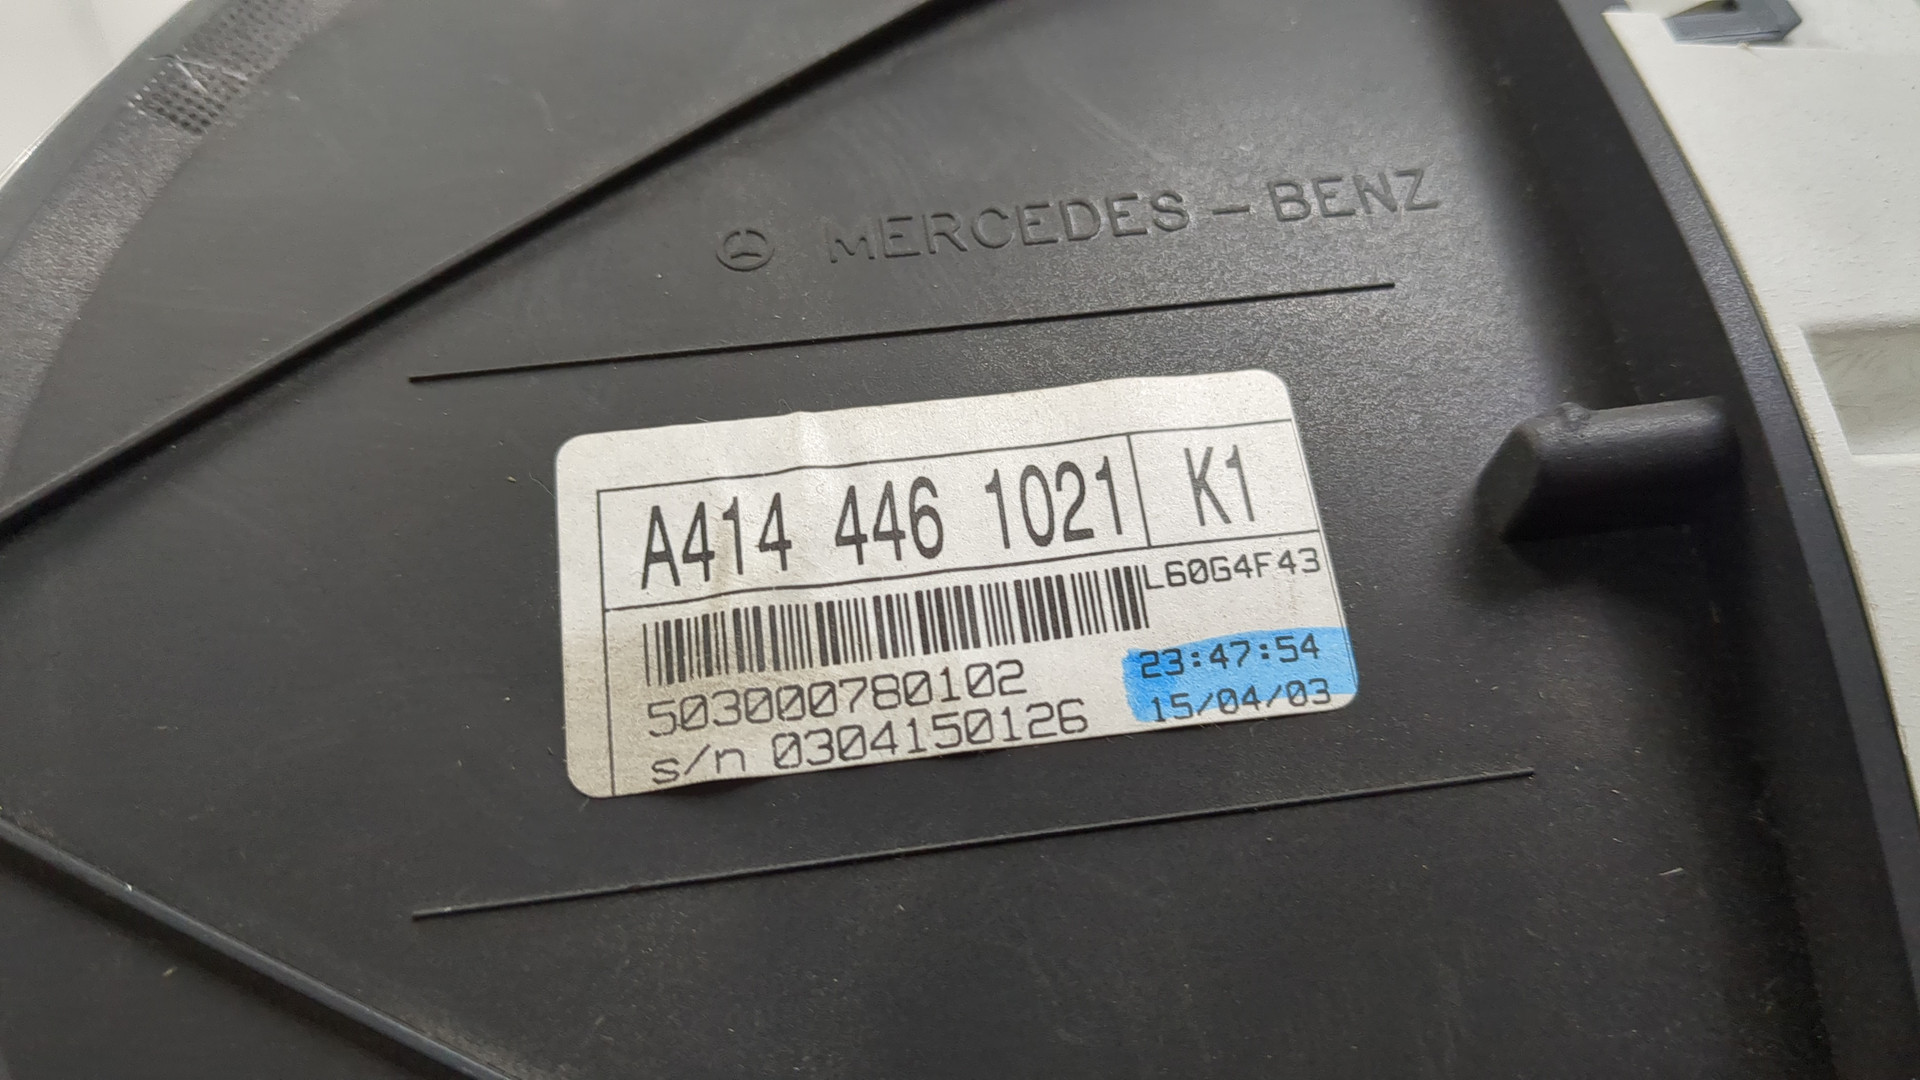 MERCEDES-BENZ
A414 446 1021 K1
L60G4F43
503000780102
23:47:54
s/n 0304150126
15/04/03